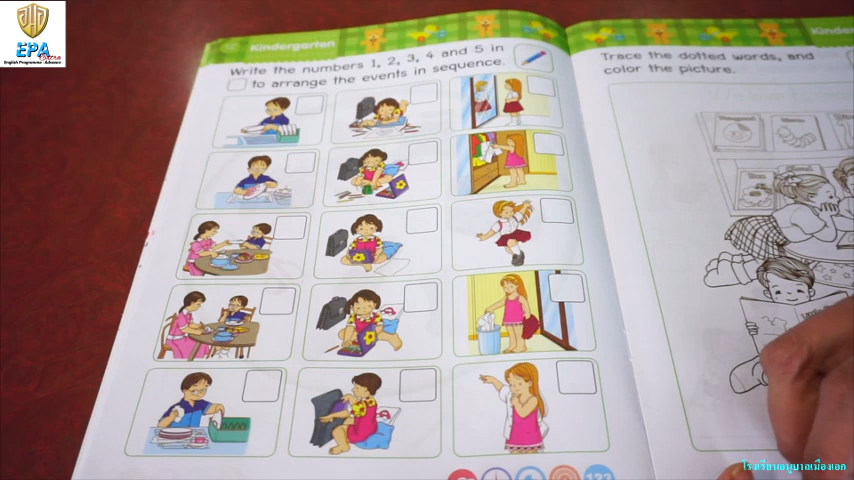 EPA
extra
English Programme : Advance
Kindergarten
Write the numbers 1, 2, 3, 4 and 5 in
to arrange the events in sequence.
Kinder
Trace the dotted words, and
color the picture.
123
โรงเรียนอนุบาลเมืองเอก